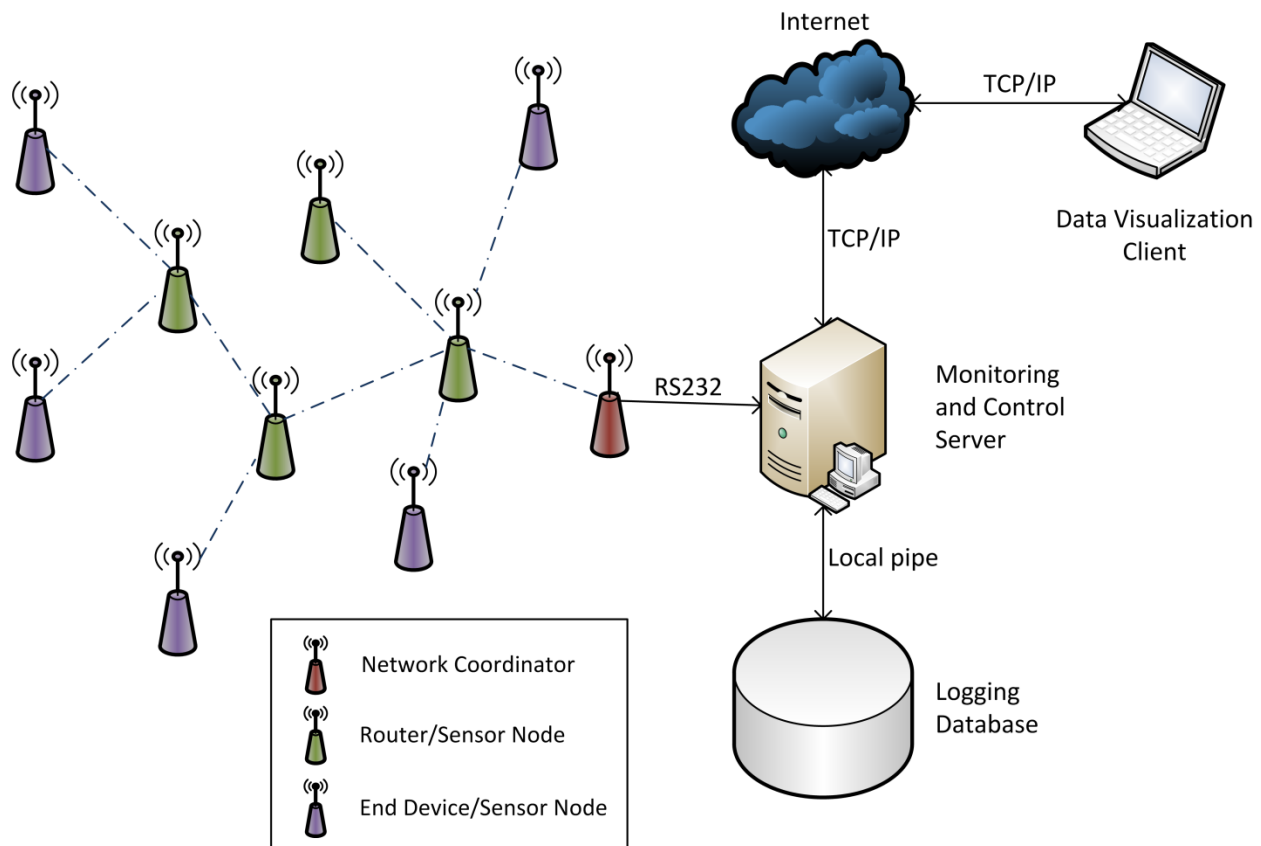 Internet
TCP/IP
Data Visualization
Client
TCP/IP
RS232
Monitoring
and Control
Server
Local pipe
Logging
Database
Network Coordinator
Router/Sensor Node
End Device/Sensor Node